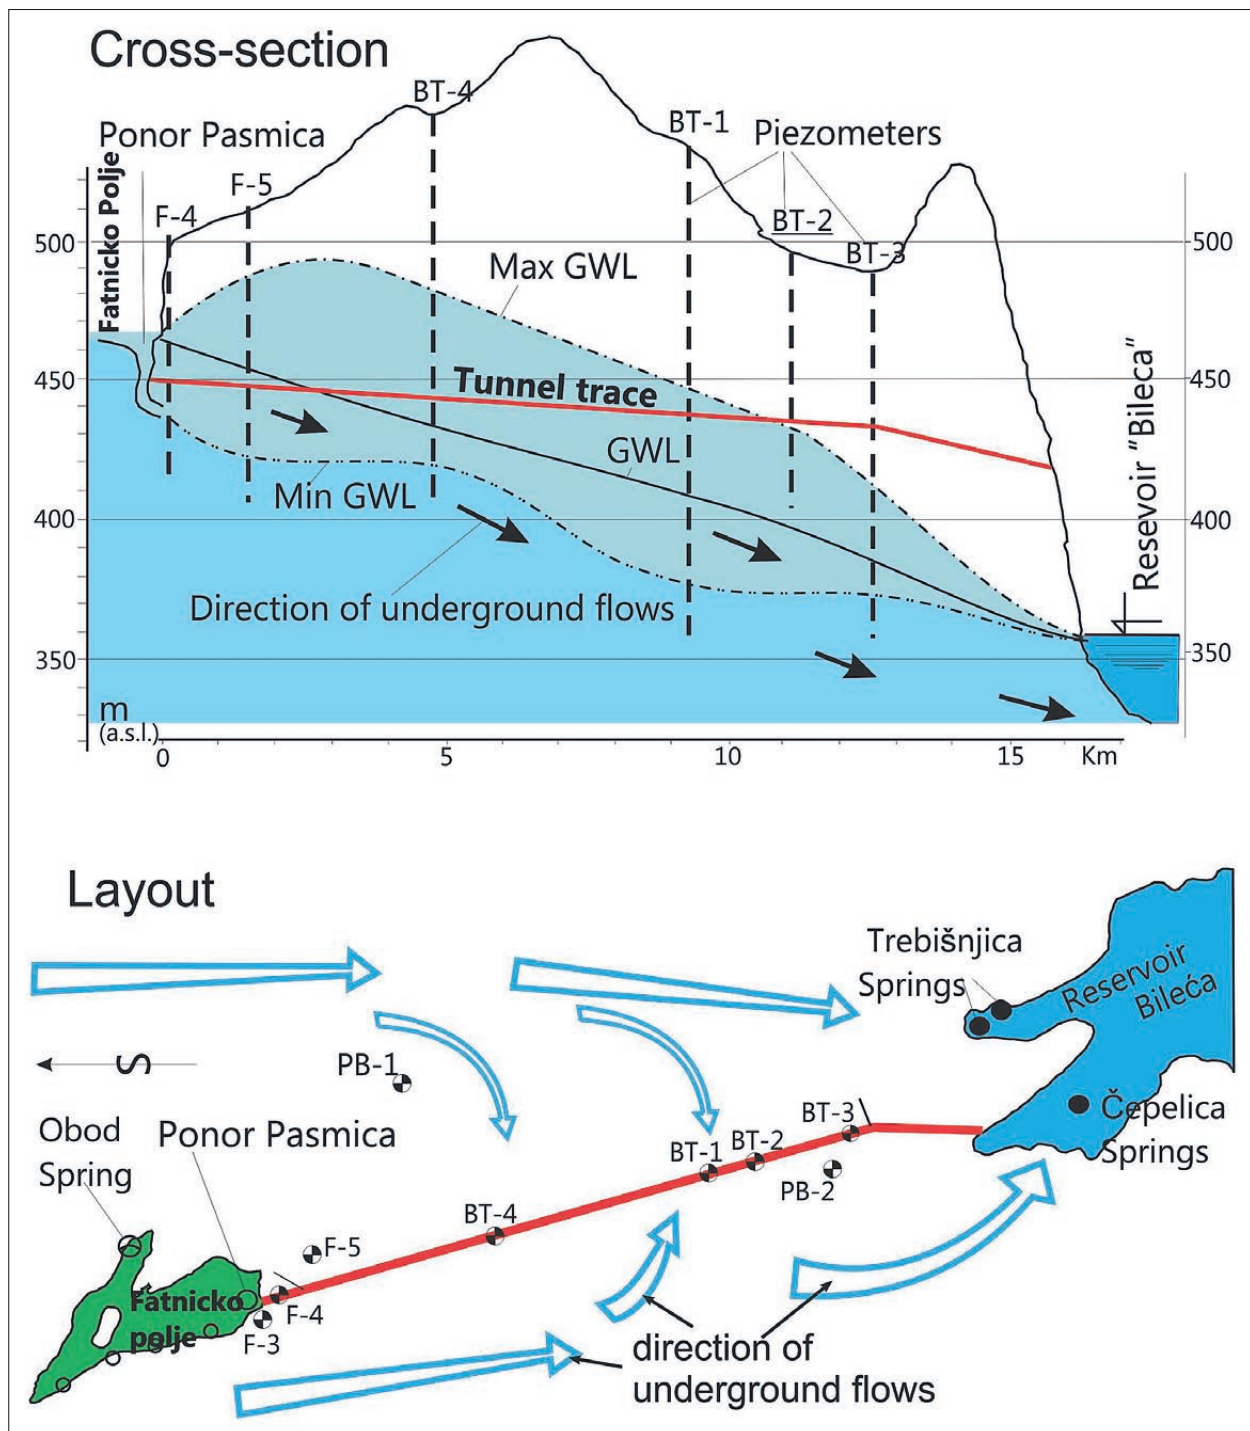 Cross-section
BT-4
Ponor Pasmica
BT-1
Piezometers
Fatnicko Polje
F-5
F-4
BT-2
BT-3
500
500
Max GWL
450
450
Tunnel trace
GWL
Min GWL
400
400
Resevoir "Bileca"
Direction of underground flows
350
350
m
(a.s.l.)
0
5
10
15
Km
Layout
Trebišnjica
Springs
Reservoir
Bileća
S
PB-1
Obod
Spring
Ponor Pasmica
BT-3
BT-2
BT-1
Čepelica
Springs
PB-2
BT-4
F-5
Fatnicko
polje
F-4
F-3
direction of
underground flows